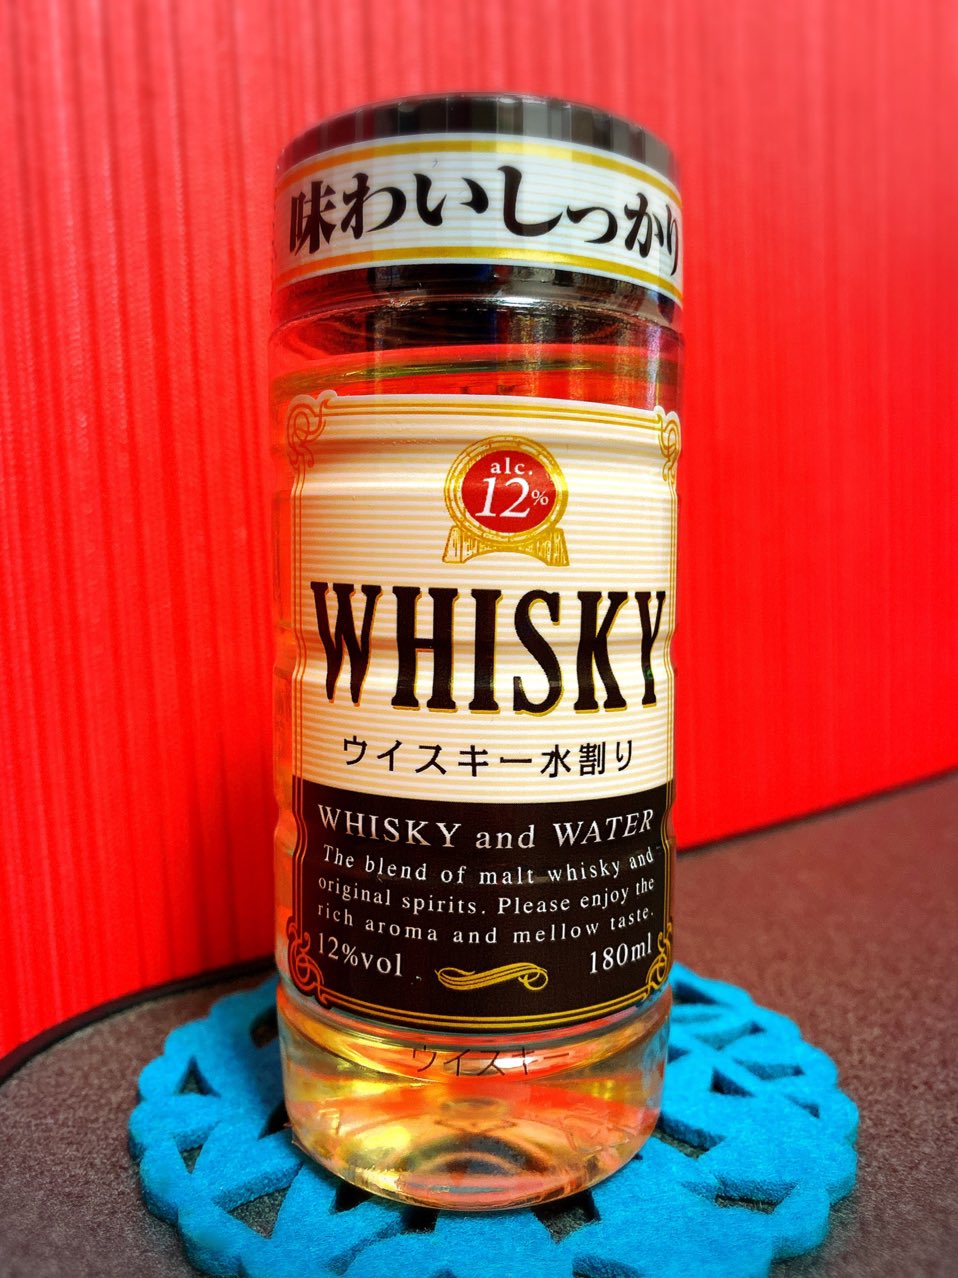 味わいしっかり
alc.
12%
WHISKY
ウイスキー水割り
WHISKY and WATER
The blend of malt whisky and
original spirits. Please enjoy the
rich aroma and mellow taste.
12%vol 180ml
ウイスキー